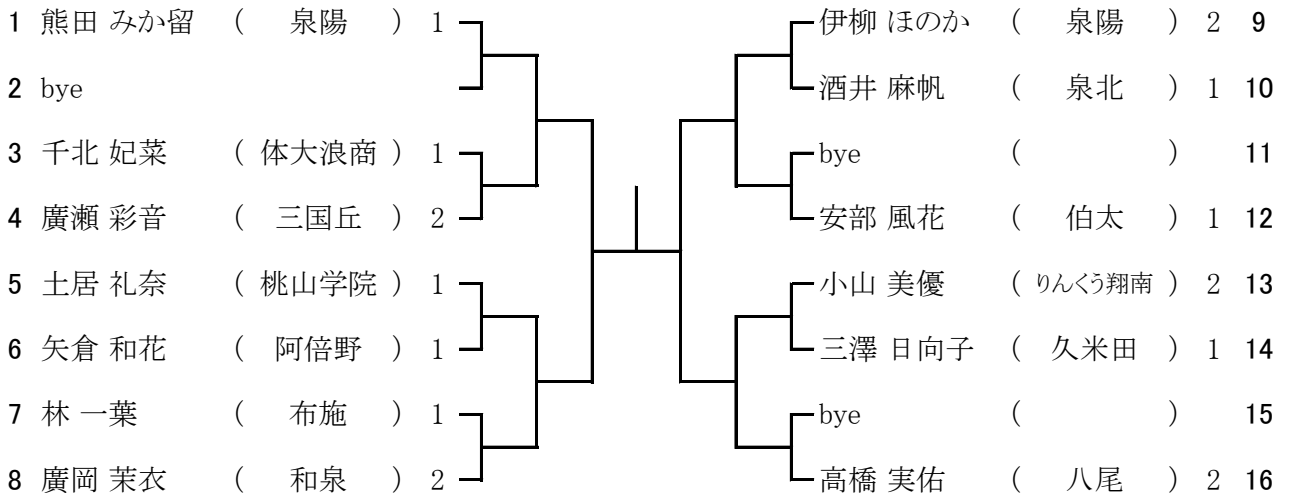 1 熊田 みか留 ( 泉陽 ) 1
2 bye
3 千北 妃菜 ( 体大浪商 ) 1
4 廣瀬 彩音 ( 三国丘 ) 2
5 土居 礼奈 ( 桃山学院 ) 1
6 矢倉 和花 ( 阿倍野 ) 1
7 林 一葉 ( 布施 ) 1
8 廣岡 茉衣 ( 和泉 ) 2
伊柳 ほのか ( 泉陽 ) 2 9
酒井 麻帆 ( 泉北 ) 1 10
bye ( ) 11
安部 風花 ( 伯太 ) 1 12
小山 美優 ( りんくう翔南 ) 2 13
三澤 日向子 ( 久米田 ) 1 14
bye ( ) 15
高橋 実佑 ( 八尾 ) 2 16